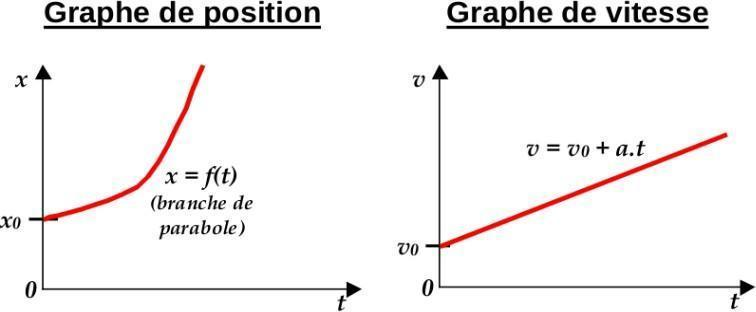 Graphe de position
x
x = f(t)
(branche de
parabole)
x0
0
t
Graphe de vitesse
v
v = v0 + a.t
v0
0
t